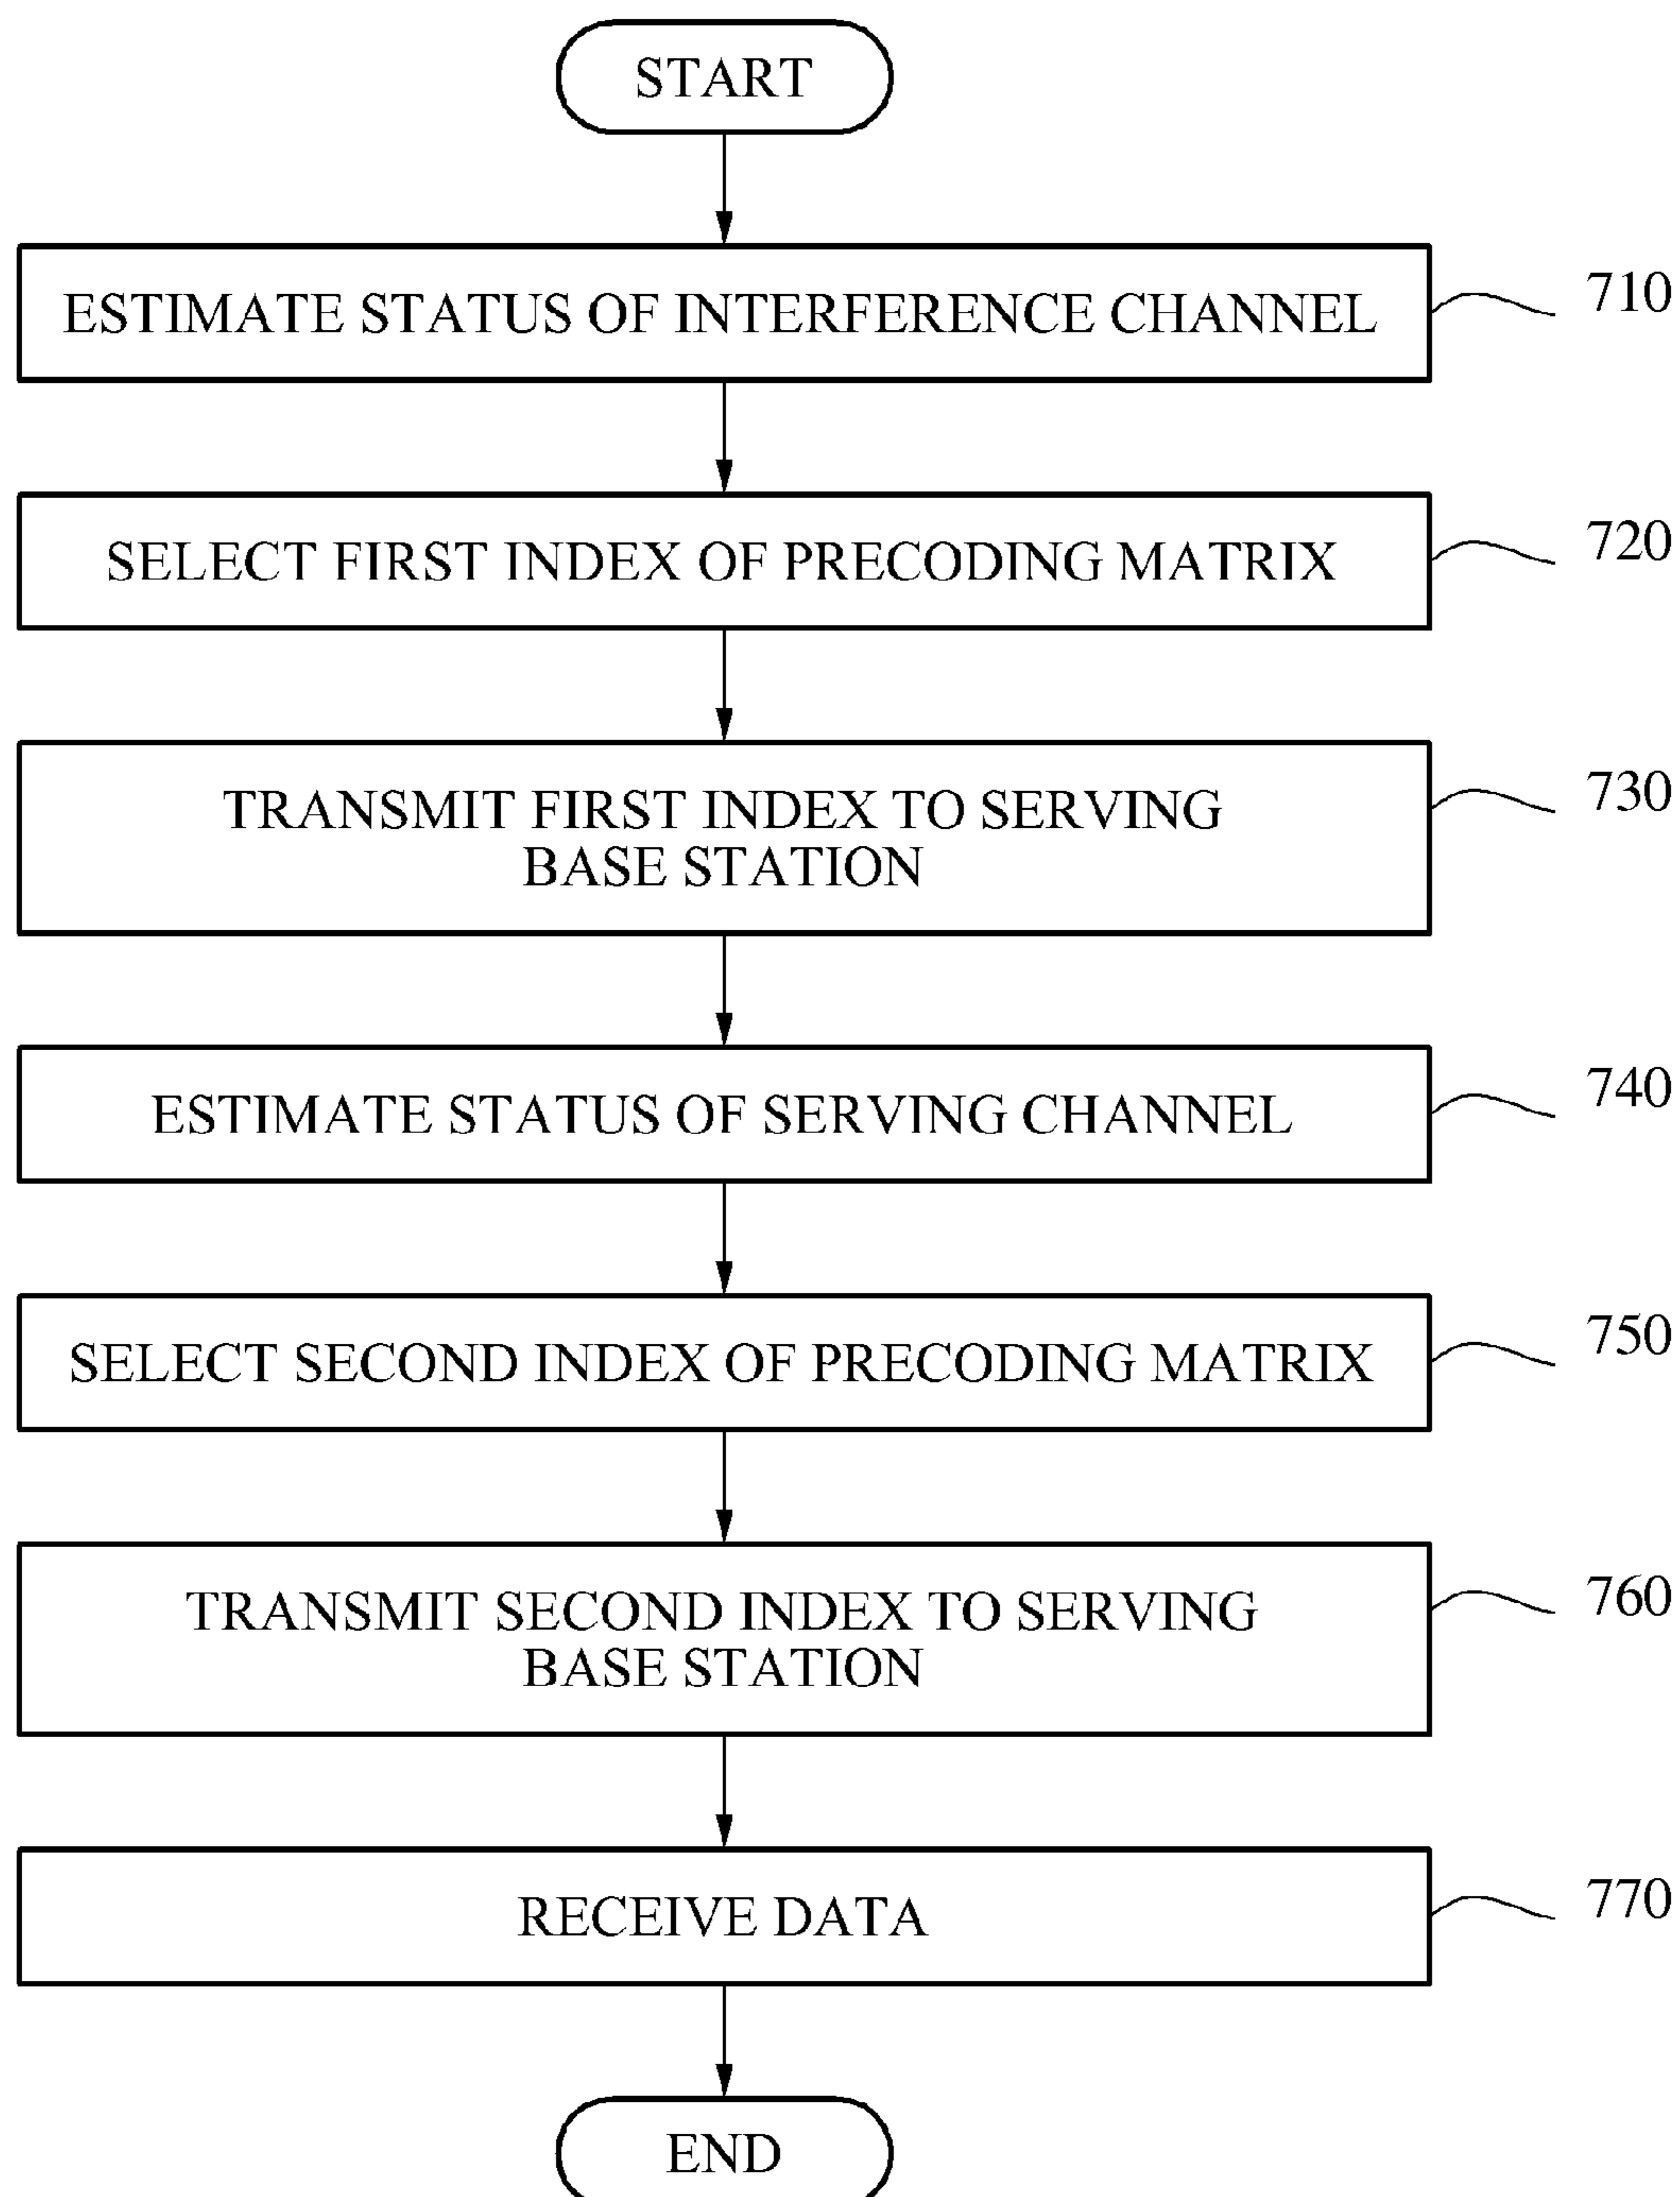 START
ESTIMATE STATUS OF INTERFERENCE CHANNEL
710
SELECT FIRST INDEX OF PRECODING MATRIX
720
TRANSMIT FIRST INDEX TO SERVING
BASE STATION
730
ESTIMATE STATUS OF SERVING CHANNEL
740
SELECT SECOND INDEX OF PRECODING MATRIX
750
TRANSMIT SECOND INDEX TO SERVING
BASE STATION
760
RECEIVE DATA
770
END